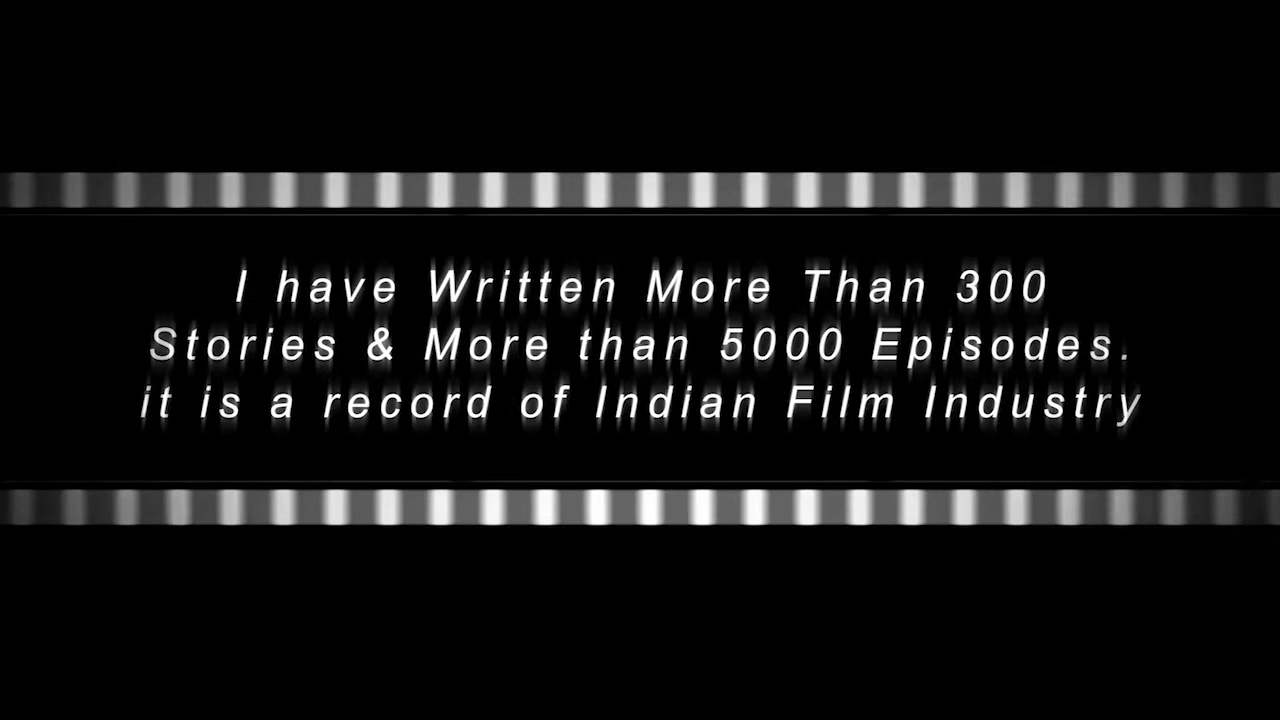 I have Written More Than 300
Stories & More than 5000 Episodes.
it is a record of Indian Film Industry